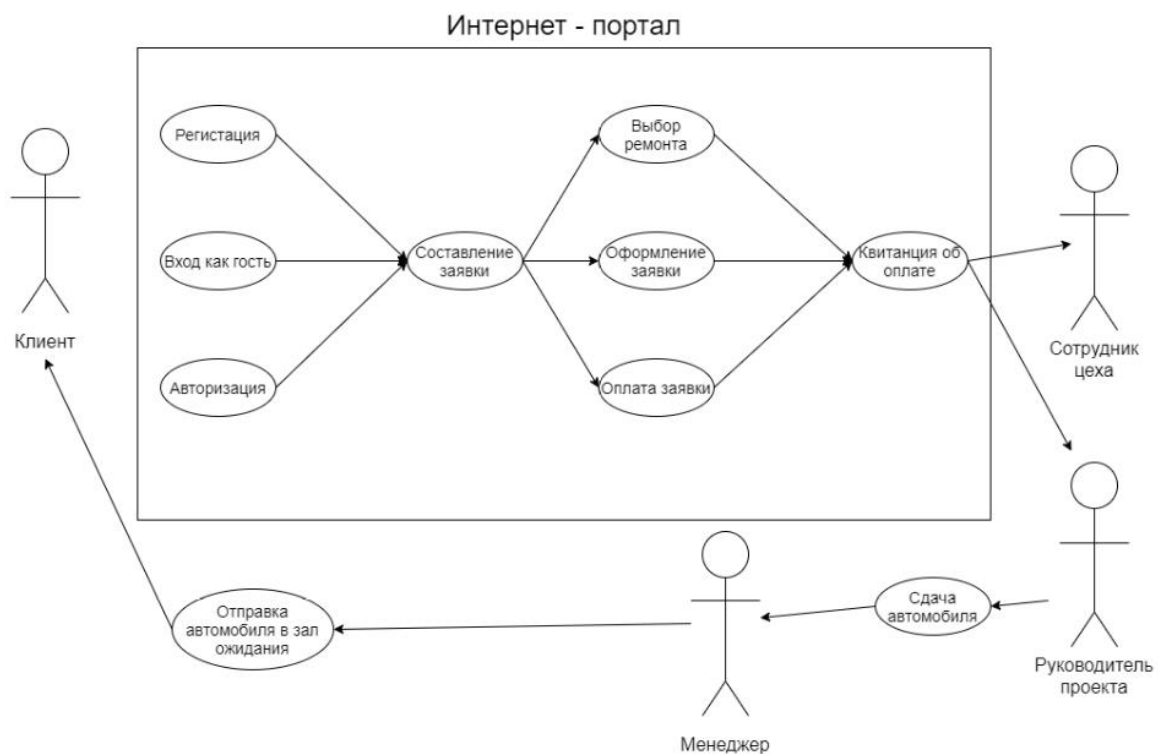 Интернет - портал
Регистация
Выбор
ремонта
Вход как гость
Составление
заявки
Оформление
заявки
Квитанция об
оплате
Клиент
Сотрудник
цеха
Авторизация
Оплата заявки
Отправка
автомобиля в зал
ожидания
Сдача
автомобиля
Руководитель
проекта
Менеджер